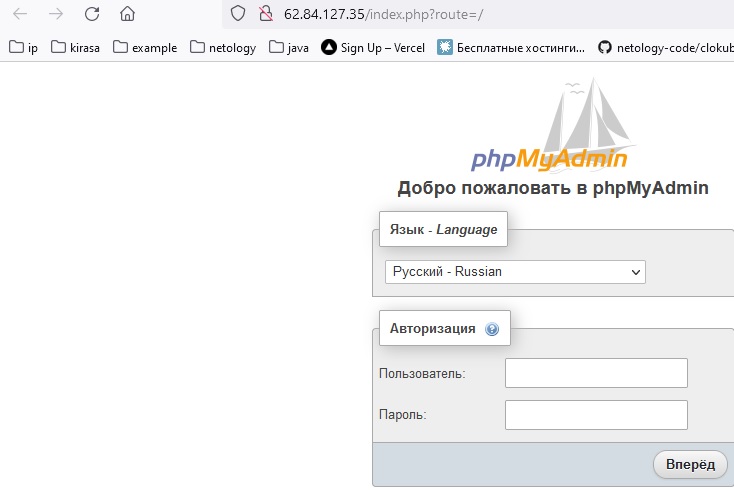 62.84.127.35/index.php?route=/
ip kirasa example netology java Sign Up – Vercel Бесплатные хостинги... netology-code/clokub
phpMyAdmin
Добро пожаловать в phpMyAdmin
Язык - Language
Русский - Russian
Авторизация
Пользователь:
Пароль:
Вперёд